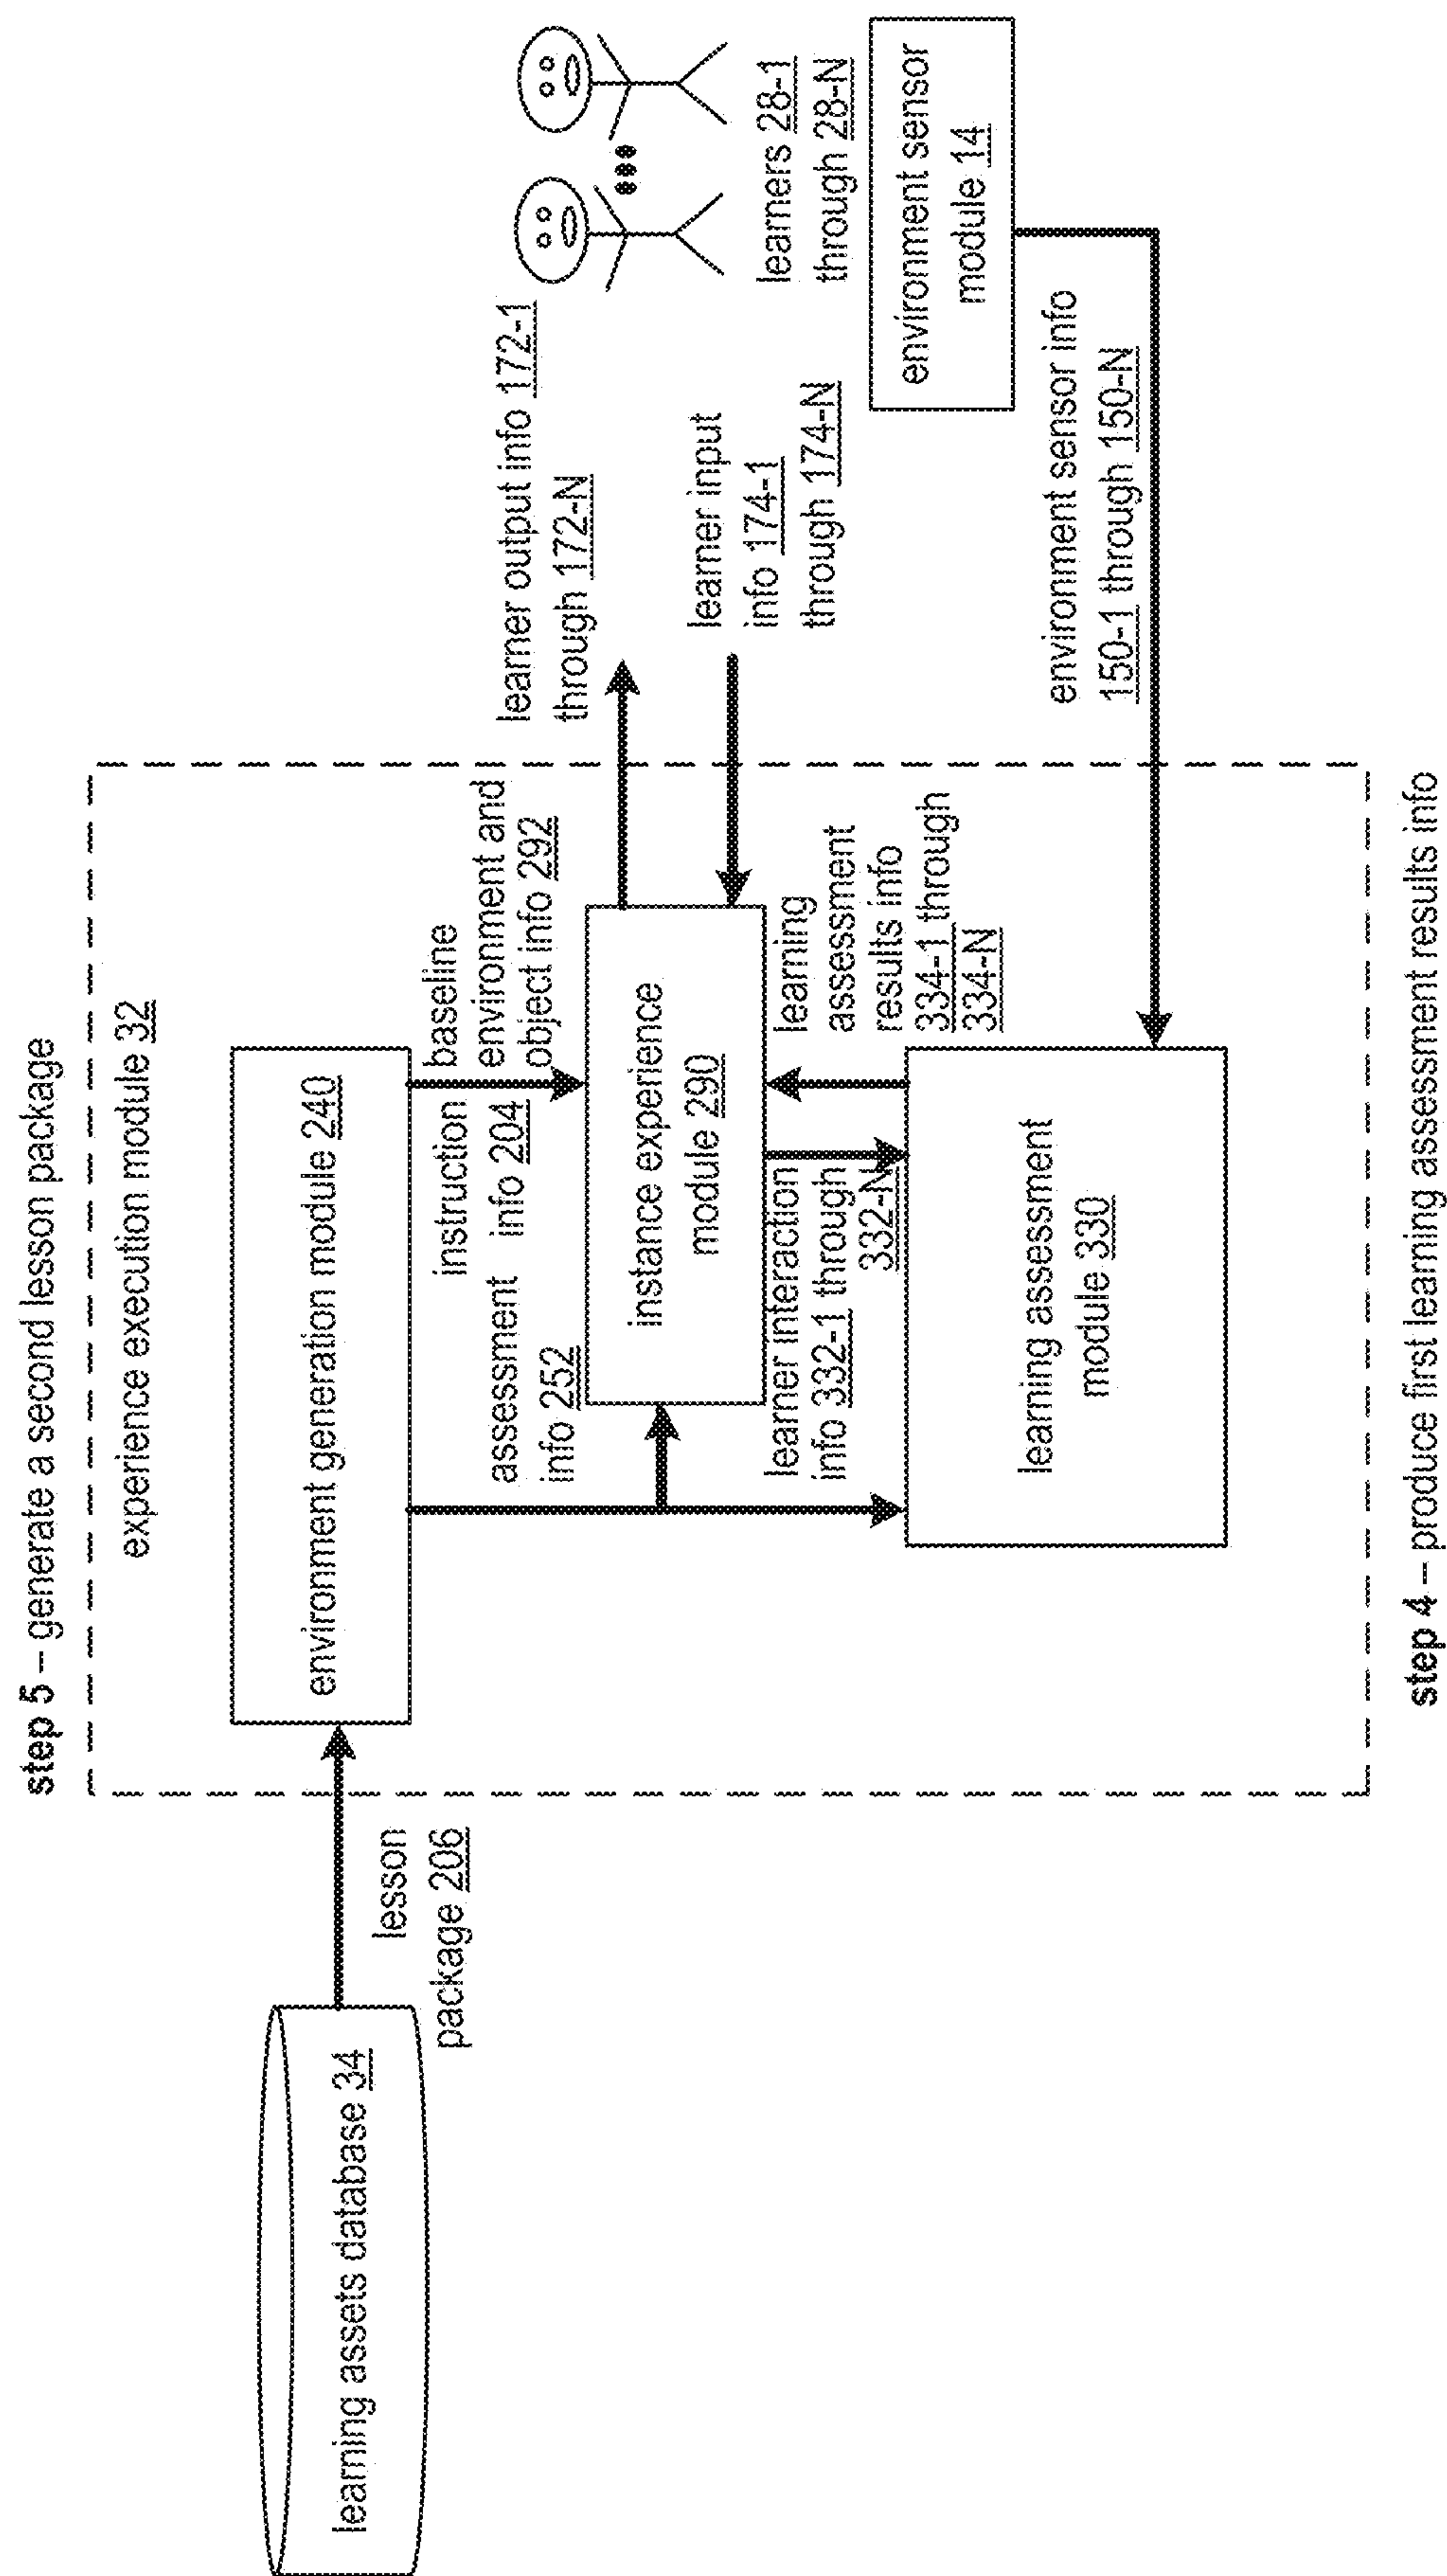 step 5 – generate a second lesson package
experience execution module 32
learning assets database 34
lesson
package 206
environment generation module 240
baseline
environment and
object info 292
instruction
info 204
assessment
info 252
instance experience
module 290
learner output info 172-1
through 172-N
learner input
info 174-1
through 174-N
learners 28-1
through 28-N
environment sensor
module 14
environment sensor info
150-1 through 150-N
learning
assessment
results info
334-1 through
334-N
learner interaction
info 332-1 through
332-N
learning assessment
module 330
step 4 – produce first learning assessment results info